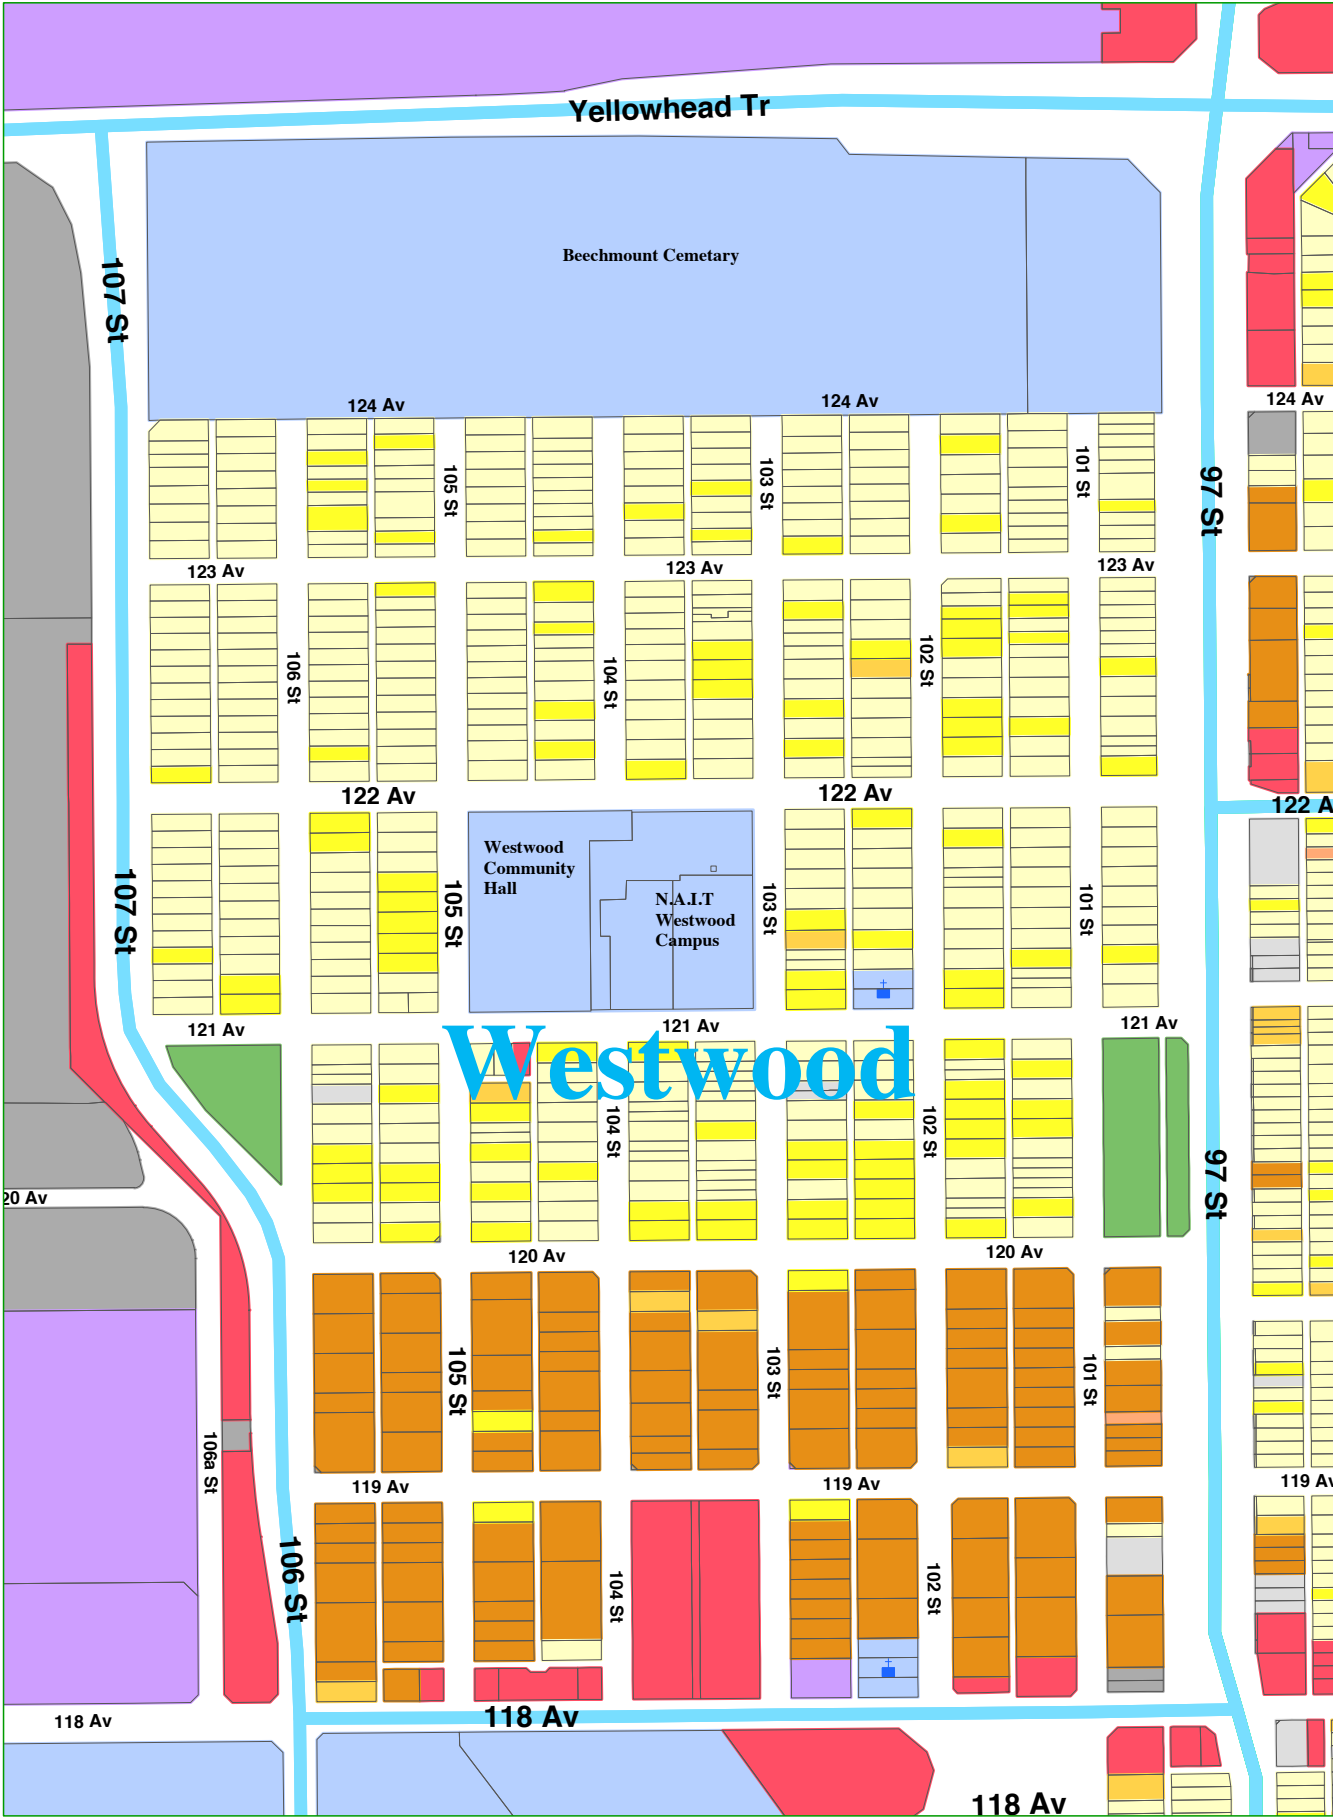 Yellowhead Tr
Beechmount Cemetary
107 St
124 Av
124 Av
124 Av
105 St
103 St
101 St
97 St
123 Av
123 Av
123 Av
106 St
104 St
102 St
122 Av
122 Av
122 A
107 St
105 St
Westwood
Community
Hall
N.A.I.T
Westwood
Campus
103 St
101 St
121 Av
121 Av
121 Av
Westwood
104 St
102 St
97 St
20 Av
120 Av
120 Av
105 St
103 St
101 St
106a St
119 Av
119 Av
119 Av
106 St
104 St
102 St
118 Av
118 Av
118 Av